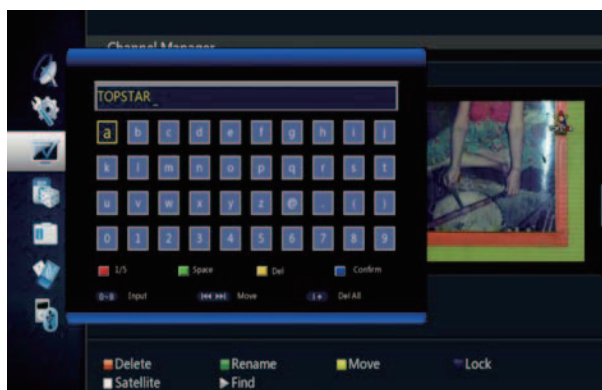 Channel Manager
TOPSTAR_
a b c d e f g h i j
k l m n o p q r s t
u v w x y z @ . ( )
0 1 2 3 4 5 6 7 8 9
1/5 Space Del Confirm
0~9 Input Move Del All
Delete Rename Move Lock
Satellite Find